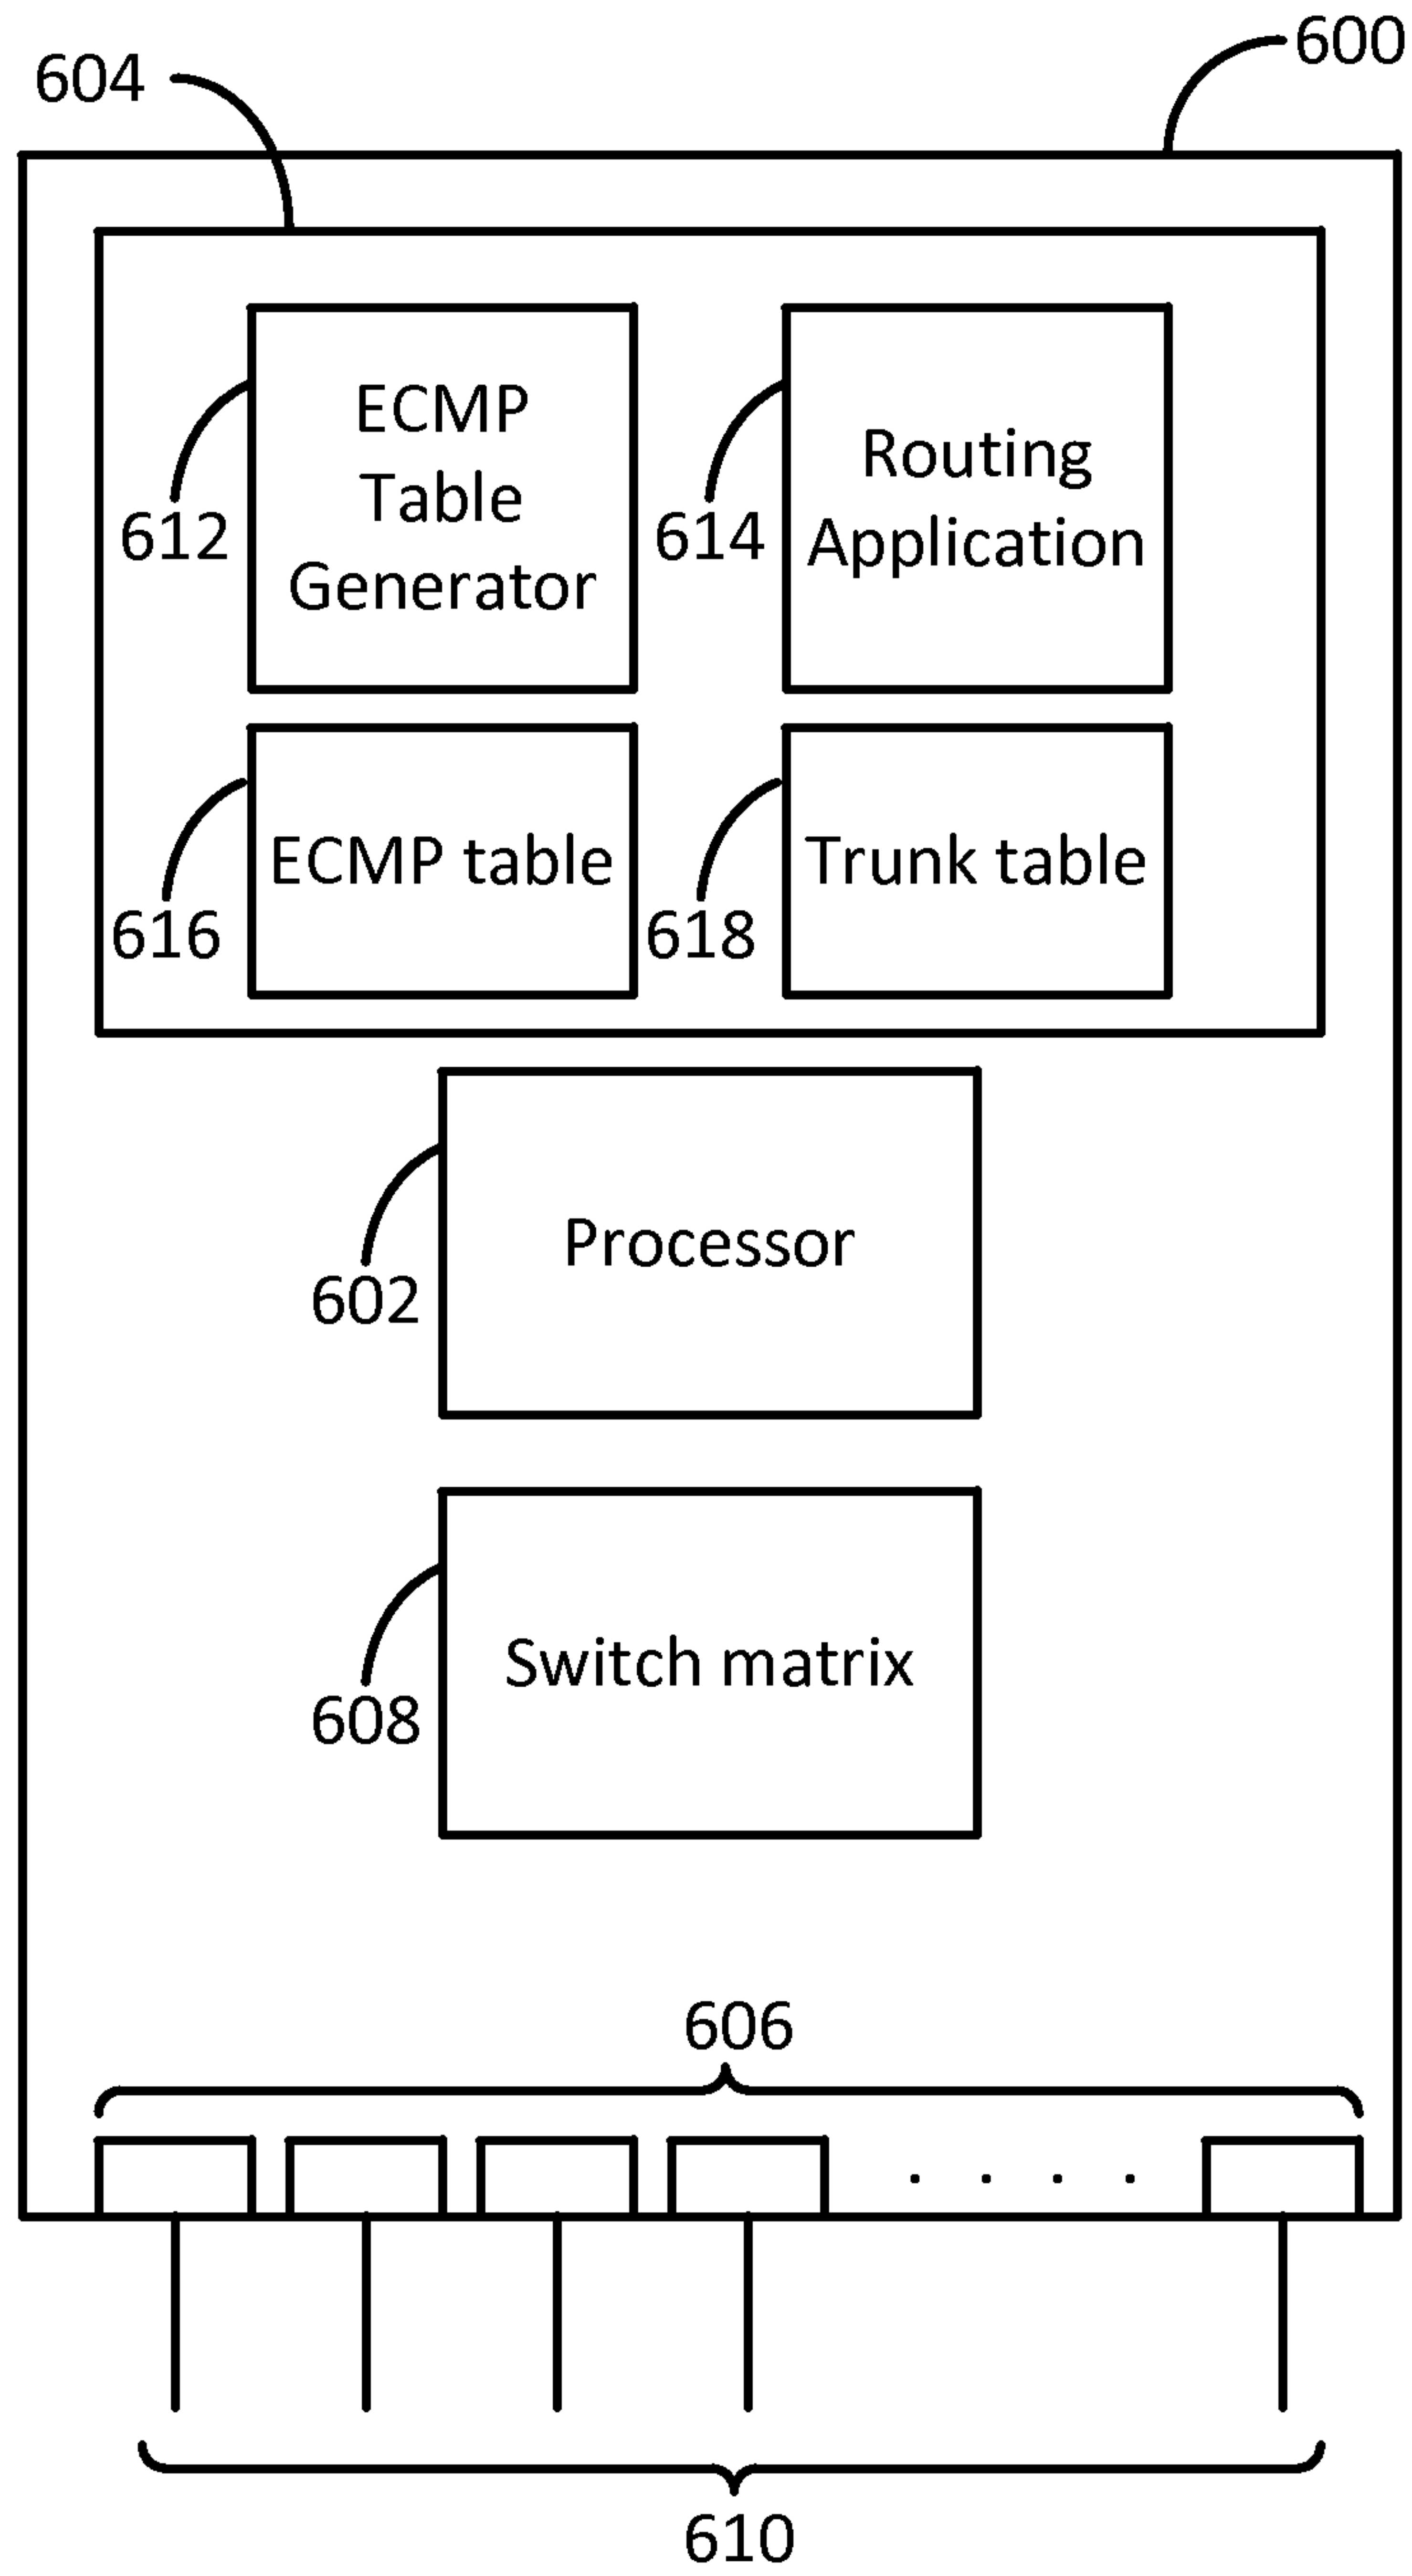 600
604
ECMP
Table
Generator
612
Routing
Application
614
ECMP table
616
Trunk table
618
Processor
602
Switch matrix
608
606
. . . .
610